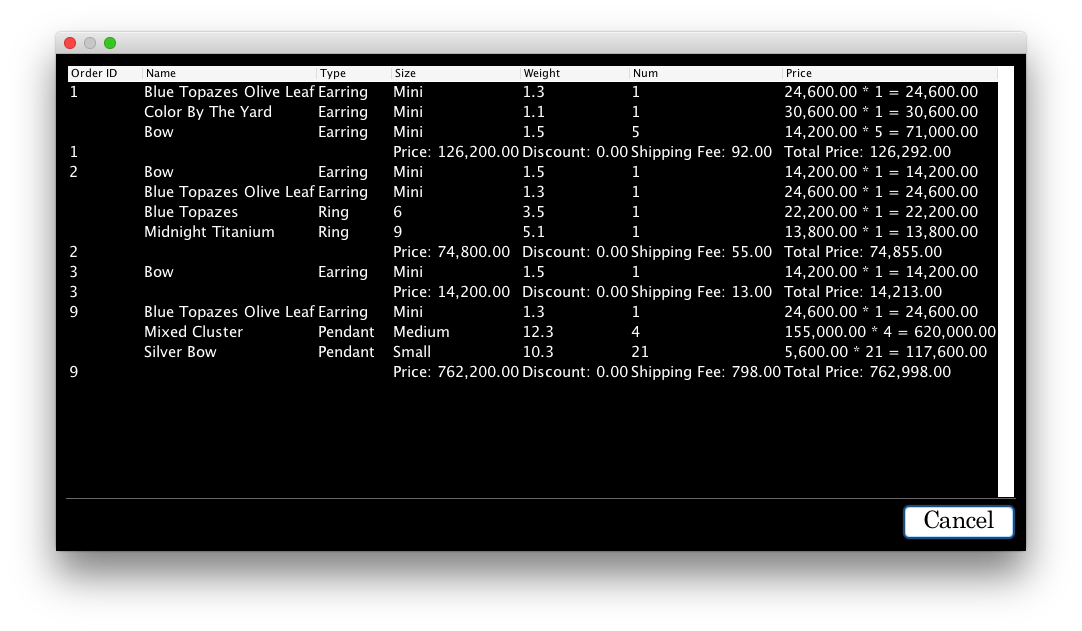 Order ID Name Type Size Weight Num Price
1 Blue Topazes Olive Leaf Earring Mini 1.3 1 24,600.00 * 1 = 24,600.00
Color By The Yard Earring Mini 1.1 1 30,600.00 * 1 = 30,600.00
Bow Earring Mini 1.5 5 14,200.00 * 5 = 71,000.00
1 Price: 126,200.00 Discount: 0.00 Shipping Fee: 92.00 Total Price: 126,292.00
2 Bow Earring Mini 1.5 1 14,200.00 * 1 = 14,200.00
Blue Topazes Olive Leaf Earring Mini 1.3 1 24,600.00 * 1 = 24,600.00
Blue Topazes Ring 6 3.5 1 22,200.00 * 1 = 22,200.00
Midnight Titanium Ring 9 5.1 1 13,800.00 * 1 = 13,800.00
2 Price: 74,800.00 Discount: 0.00 Shipping Fee: 55.00 Total Price: 74,855.00
3 Bow Earring Mini 1.5 1 14,200.00 * 1 = 14,200.00
3 Price: 14,200.00 Discount: 0.00 Shipping Fee: 13.00 Total Price: 14,213.00
9 Blue Topazes Olive Leaf Earring Mini 1.3 1 24,600.00 * 1 = 24,600.00
Mixed Cluster Pendant Medium 12.3 4 155,000.00 * 4 = 620,000.00
Silver Bow Pendant Small 10.3 21 5,600.00 * 21 = 117,600.00
9 Price: 762,200.00 Discount: 0.00 Shipping Fee: 798.00 Total Price: 762,998.00
Cancel